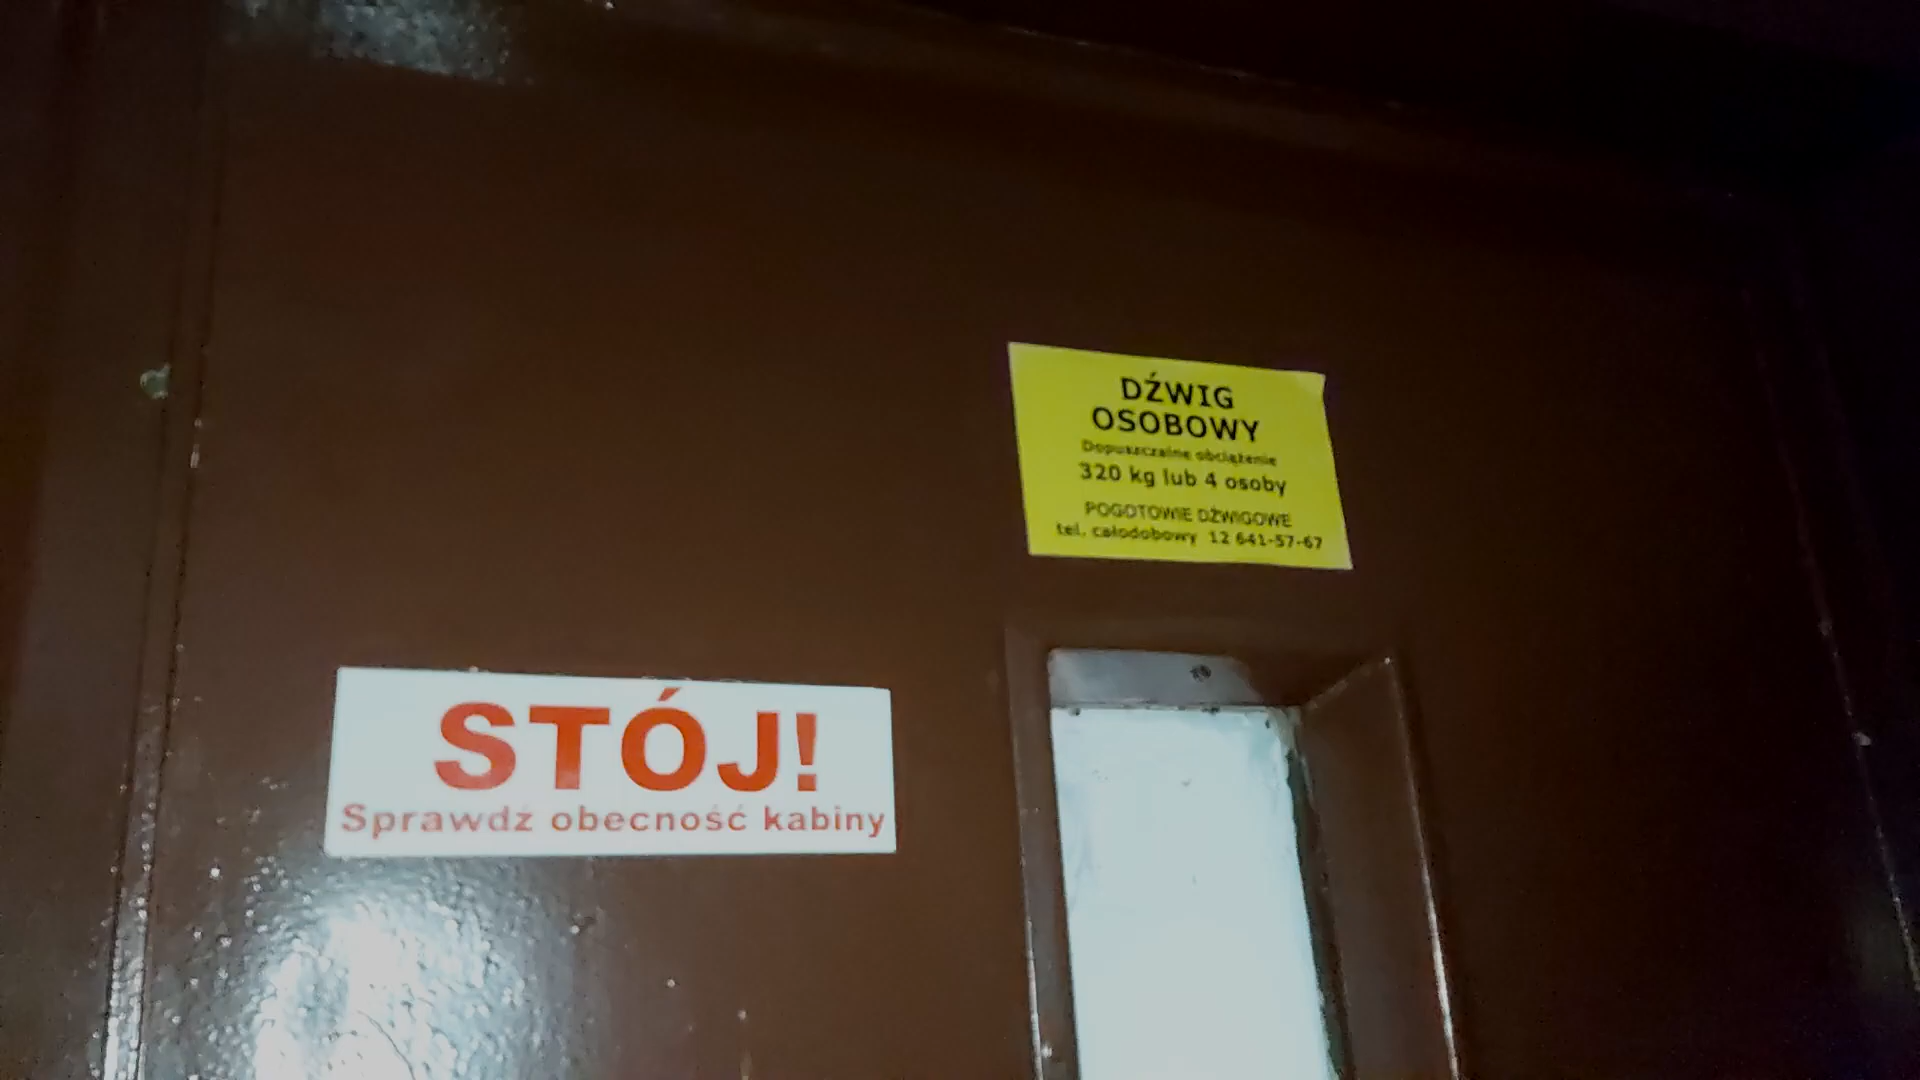 DŹWIG
OSOBOWY
Dopuszczalne obciążenie
320 kg lub 4 osoby
POGOTOWIE DŹWIGOWE
tel. całodobowy 12 641-57-67
STÓJ!
Sprawdź obecność kabiny